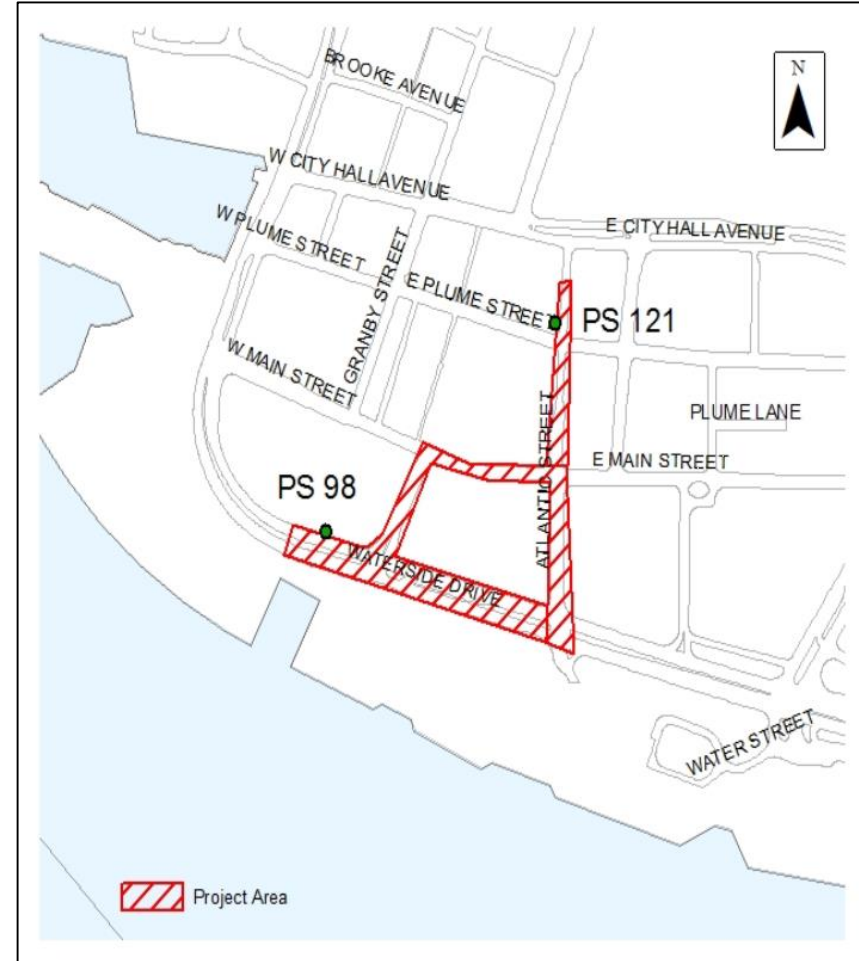 N
BROOKE AVENUE
W CITY HALL AVENUE
E CITY HALL AVENUE
W PLUME STREET
GRANBY STREET
E PLUME STREET
PS 121
W MAIN STREET
ATLANTIC STREET
PLUME LANE
E MAIN STREET
PS 98
WATERSIDE DRIVE
WATER STREET
Project Area